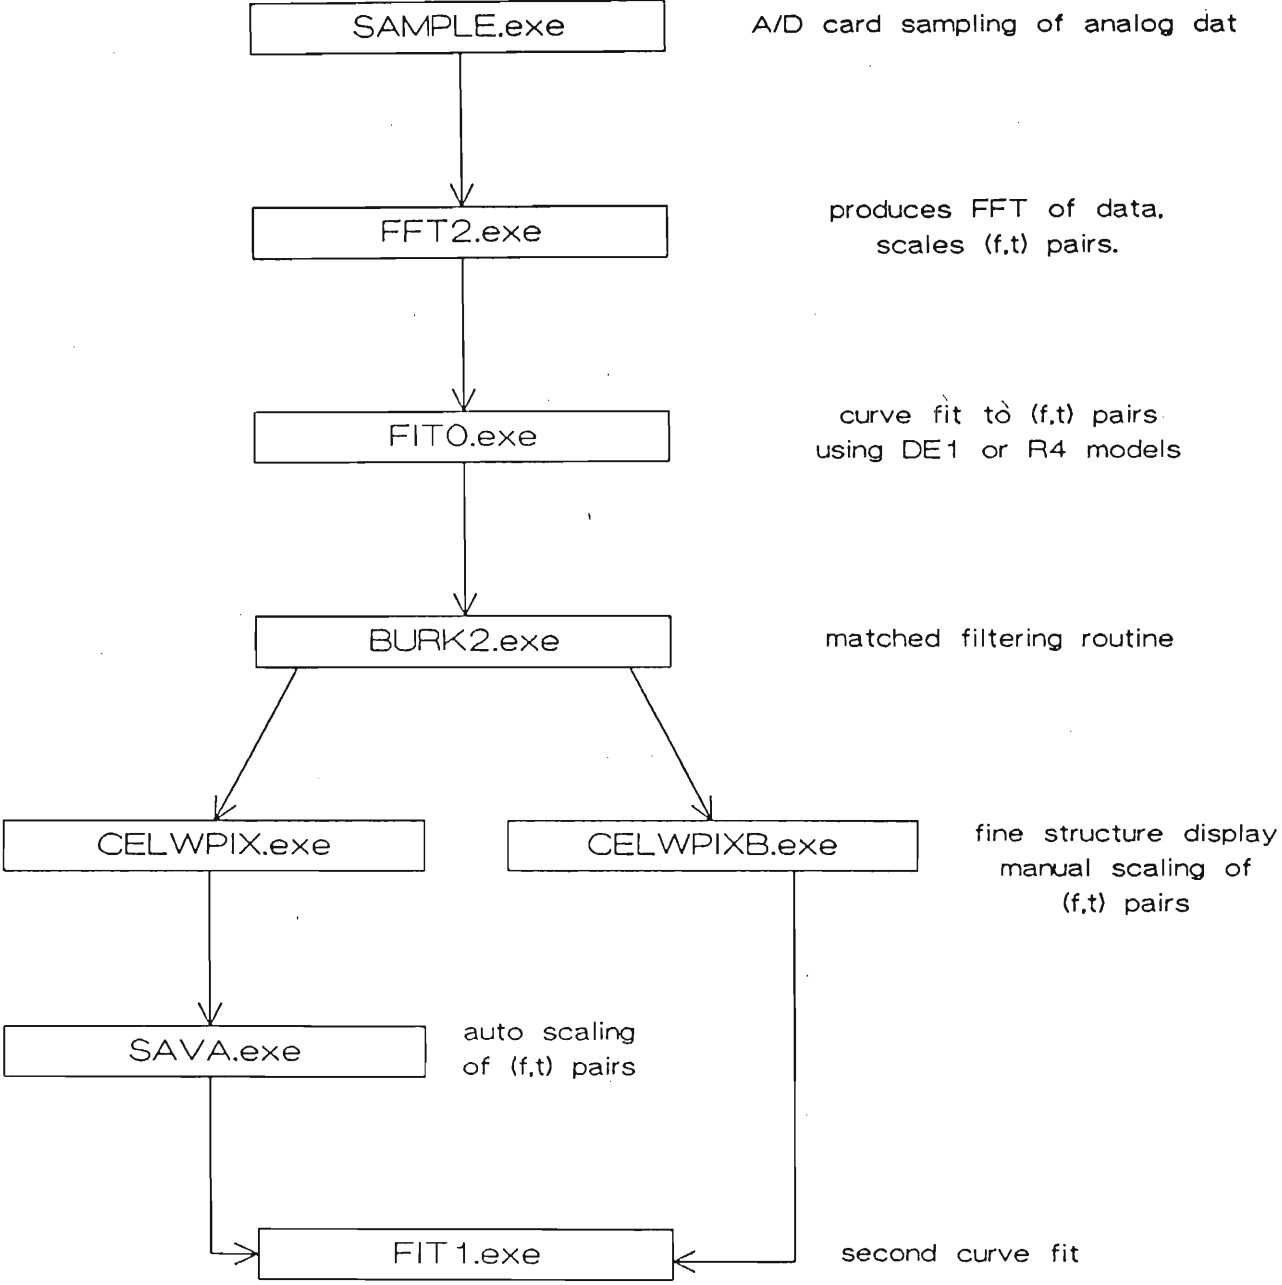 SAMPLE.exe
A/D card sampling of analog dat
FFT2.exe
produces FFT of data,
scales (f,t) pairs.
FIT0.exe
curve fit to (f,t) pairs
using DE1 or R4 models
BURK2.exe
matched filtering routine
CELWPIX.exe
CELWPIXB.exe
fine structure display
manual scaling of
(f,t) pairs
SAVA.exe
auto scaling
of (f,t) pairs
FIT1.exe
second curve fit